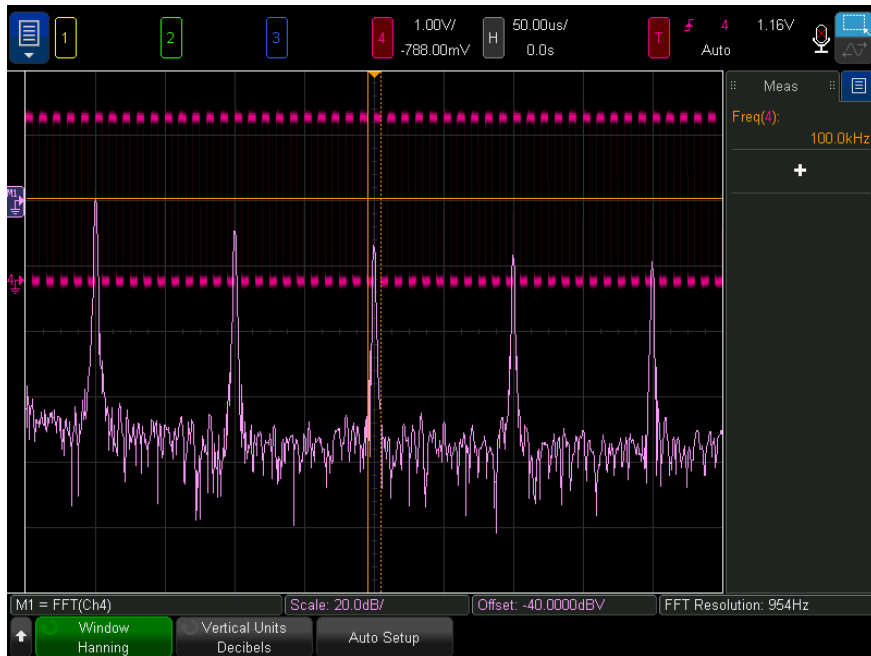 1 2 3 4 1.00V/ H 50.00us/ T 4 1.16V
-788.00mV 0.0s Auto
Meas
Freq(4):
100.0kHz
+
M1
4
M1 = FFT(Ch4) Scale: 20.0dB/ Offset: -40.0000dBV FFT Resolution: 954Hz
Window Vertical Units Auto Setup
Hanning Decibels